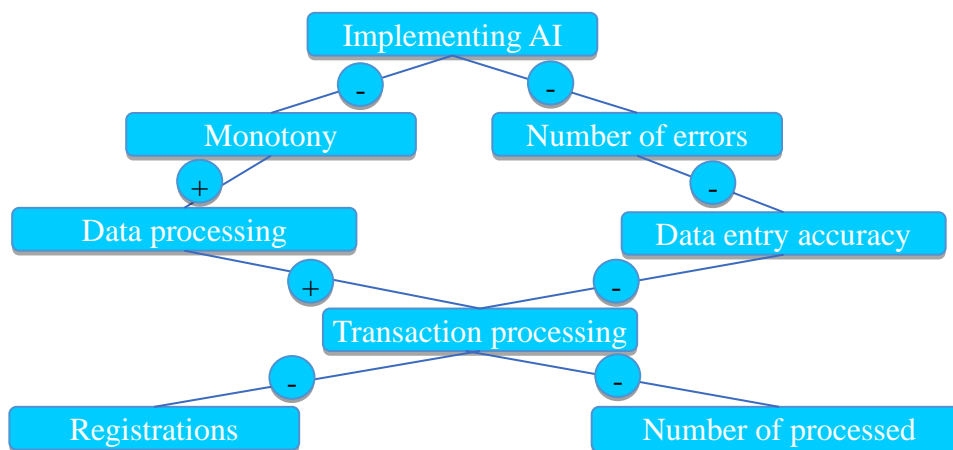 Implementing AI
- -
Monotony Number of errors
+ -
Data processing Data entry accuracy
+ -
Transaction processing
- -
Registrations Number of processed